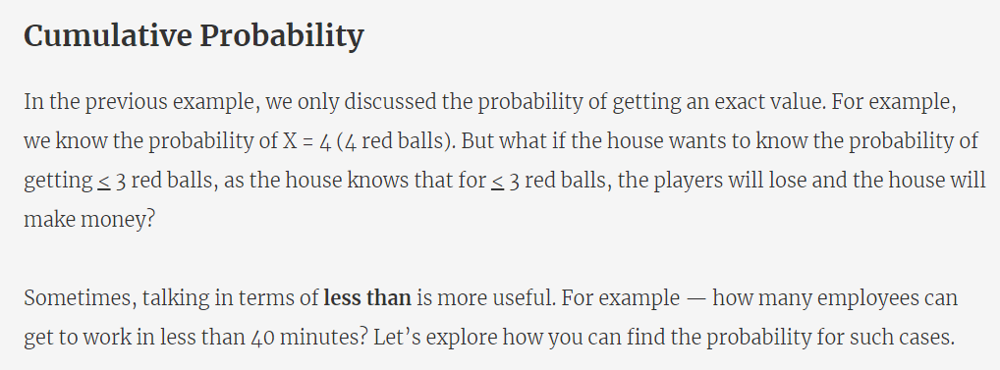 Cumulative Probability
In the previous example, we only discussed the probability of getting an exact value. For example,
we know the probability of X = 4 (4 red balls). But what if the house wants to know the probability of
getting ≤ 3 red balls, as the house knows that for ≤ 3 red balls, the players will lose and the house will
make money?
Sometimes, talking in terms of less than is more useful. For example — how many employees can
get to work in less than 40 minutes? Let’s explore how you can find the probability for such cases.